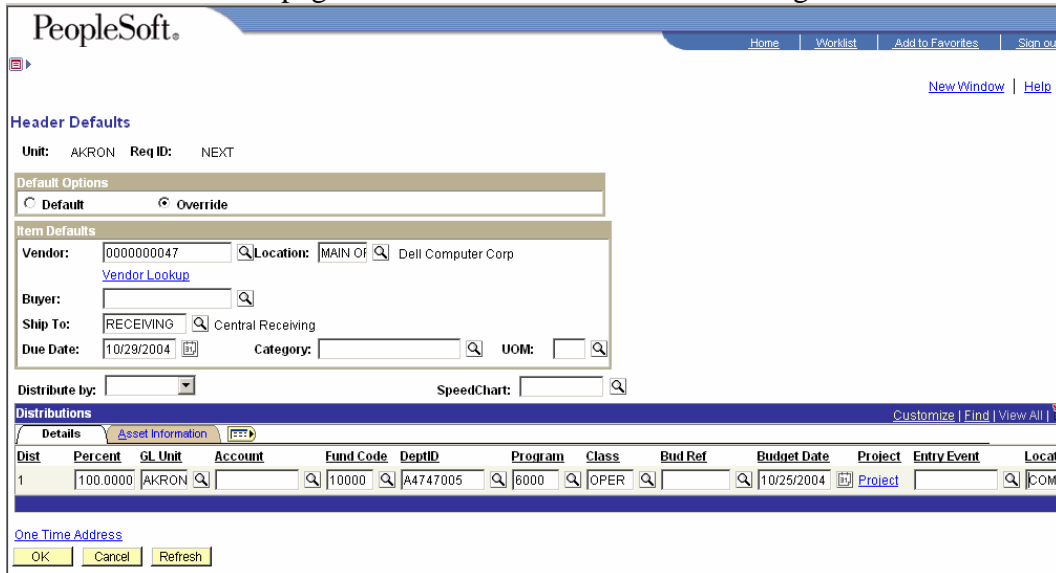 PeopleSoft®
Home | Worklist | Add to Favorites | Sign ou
New Window | Help
Header Defaults
Unit: AKRON Req ID: NEXT
Default Options
Default Override
Item Defaults
Vendor: 0000000047 Location: MAIN OF Dell Computer Corp
Vendor Lookup
Buyer:
Ship To: RECEIVING Central Receiving
Due Date: 10/29/2004 Category: UOM:
Distribute by: SpeedChart:
Distributions Customize | Find | View All |
Details Asset Information
Dist Percent GL Unit Account Fund Code DeptID Program Class Bud Ref Budget Date Project Entry Event Locat
1 100.0000 AKRON 10000 A4747005 6000 OPER 10/25/2004 Project COM
One Time Address
OK Cancel Refresh